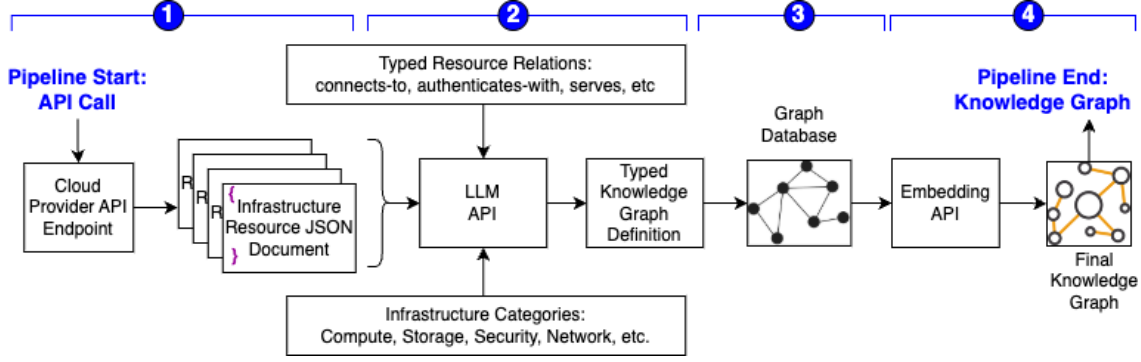 1
2
3
4
Pipeline Start:
API Call
Typed Resource Relations:
connects-to, authenticates-with, serves, etc
Pipeline End:
Knowledge Graph
Graph
Database
Cloud
Provider API
Endpoint
R
R
R
{
Infrastructure
Resource JSON
Document
}
LLM
API
Typed
Knowledge
Graph
Definition
Embedding
API
Final
Knowledge
Graph
Infrastructure Categories:
Compute, Storage, Security, Network, etc.